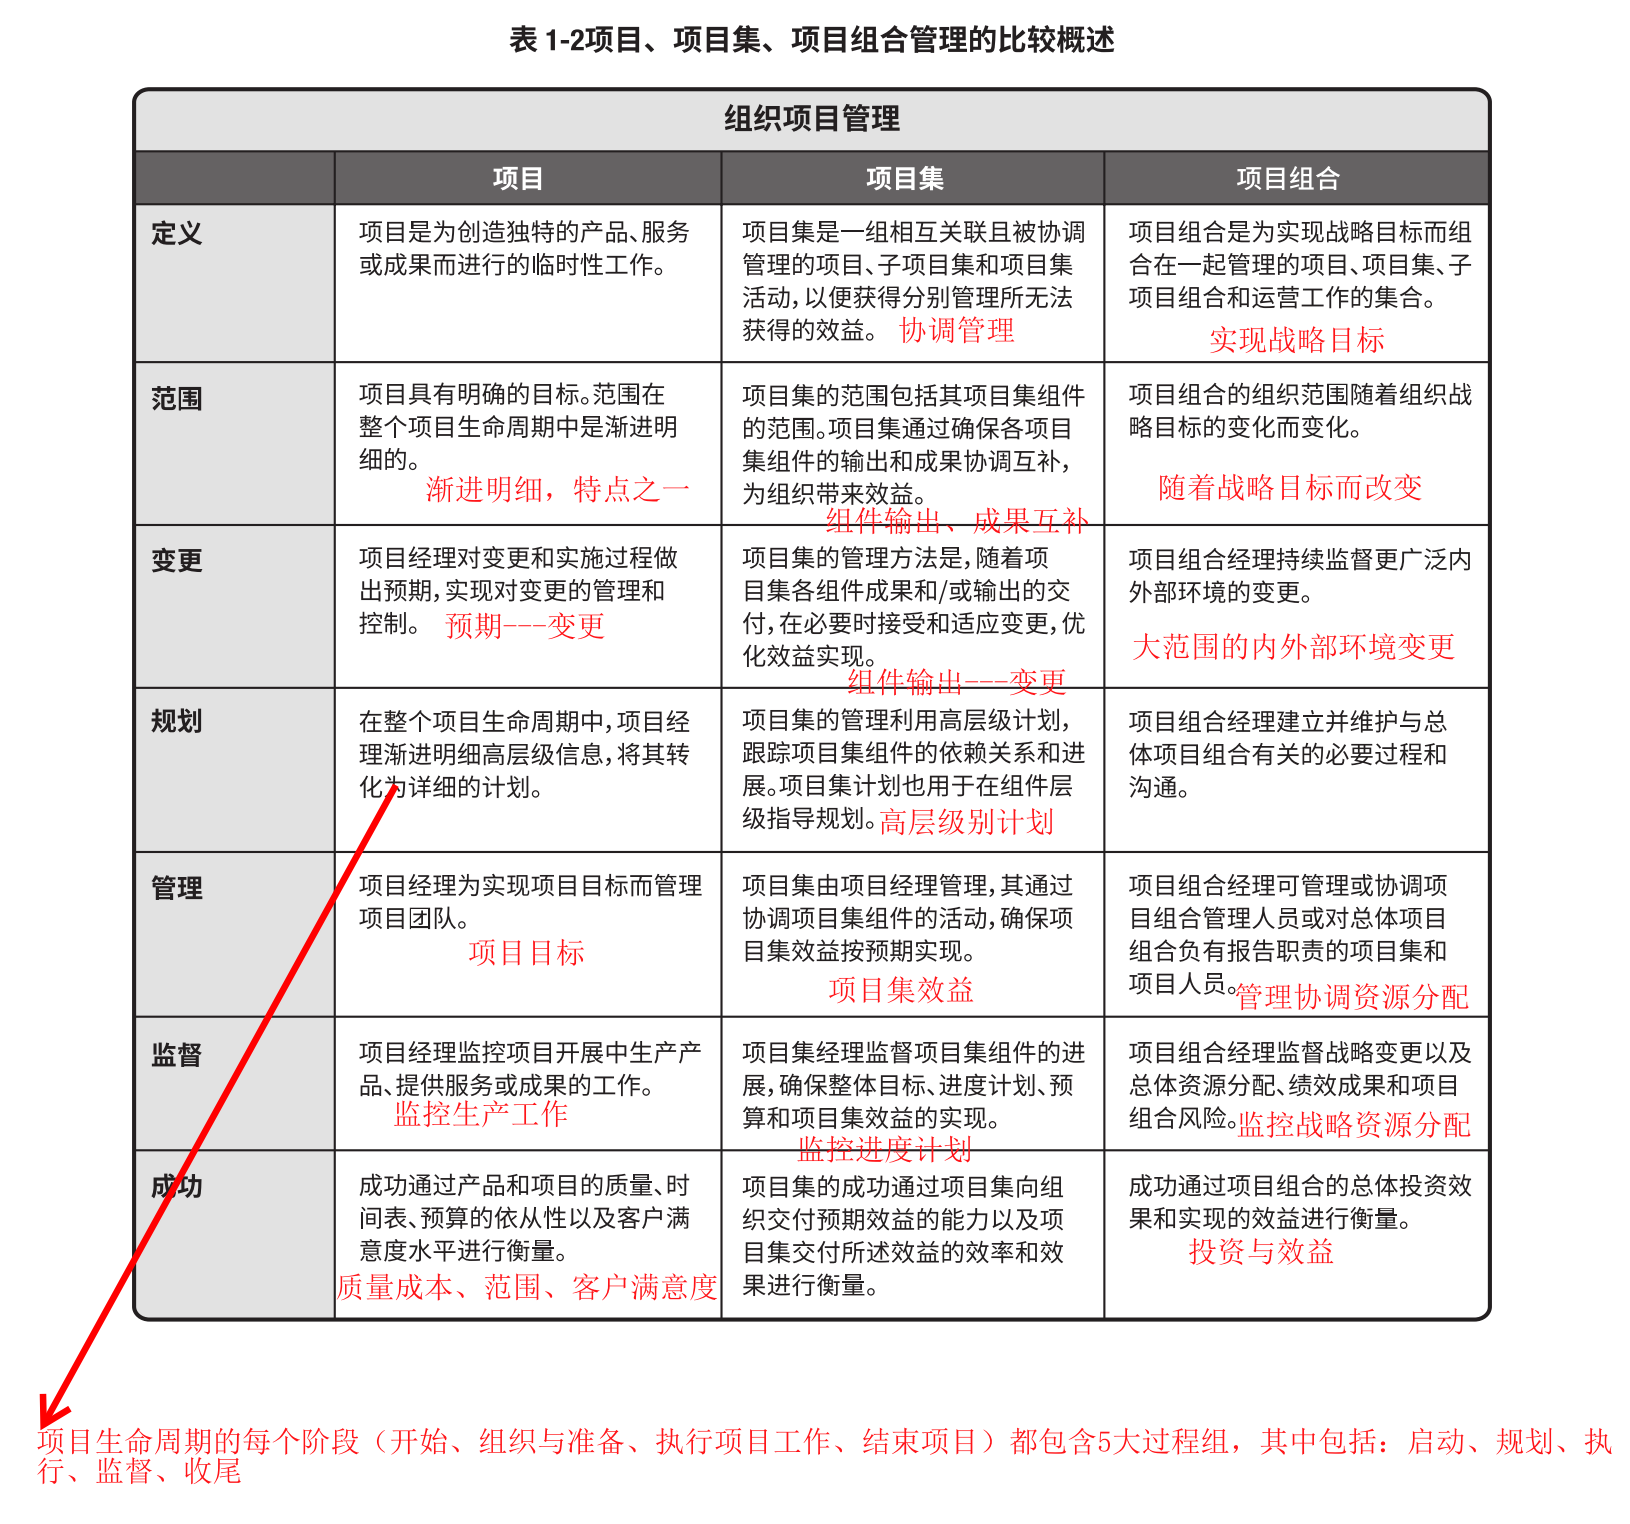 表 1-2项目、项目集、项目组合管理的比较概述
组织项目管理
项目
项目集
项目组合
定义
项目是为创造独特的产品、服务
或成果而进行的临时性工作。
项目集是一组相互关联且被协调
管理的项目、子项目集和项目集
活动，以便获得分别管理所无法
获得的效益。
协调管理
项目组合是为实现战略目标而组
合在一起管理的项目、项目集、子
项目组合和运营工作的集合。
实现战略目标
范围
项目具有明确的目标。范围在
整个项目生命周期中是渐进明
细的。
渐进明细，特点之一
项目集的范围包括其项目集组件
的范围。项目集通过确保各项目
集组件的输出和成果协调互补，
为组织带来效益。
组件输出、成果互补
项目组合的组织范围随着组织战
略目标的变化而变化。
随着战略目标而改变
变更
项目经理对变更和实施过程做
出预期，实现对变更的管理和
控制。
预期---变更
项目集的管理方法是，随着项
目集各组件成果和/或输出的交
付，在必要时接受和适应变更，优
化效益实现。
组件输出---变更
项目组合经理持续监督更广泛内
外部环境的变更。
大范围的内外部环境变更
规划
在整个项目生命周期中，项目经
理渐进明细高层级信息，将其转
化为详细的计划。
项目集的管理利用高层级计划，
跟踪项目集组件的依赖关系和进
展。项目集计划也用于在组件层
级指导规划。
高层级别计划
项目组合经理建立并维护与总
体项目组合有关的必要过程和
沟通。
管理
项目经理为实现项目目标而管理
项目团队。
项目目标
项目集由项目经理管理，其通过
协调项目集组件的活动，确保项
目集效益按预期实现。
项目集效益
项目组合经理可管理或协调项
目组合管理人员或对总体项目
组合负有报告职责的项目集和
项目人员。
管理协调资源分配
监督
项目经理监控项目开展中生产产
品、提供服务或成果的工作。
监控生产工作
项目集经理监督项目集组件的进
展，确保整体目标、进度计划、预
算和项目集效益的实现。
监控进度计划
项目组合经理监督战略变更以及
总体资源分配、绩效成果和项目
组合风险。
监控战略资源分配
成功
成功通过产品和项目的质量、时
间表、预算的依从性以及客户满
意度水平进行衡量。
质量成本、范围、客户满意度
项目集的成功通过项目集向组
织交付预期效益的能力以及项
目集交付所述效益的效率和效
果进行衡量。
成功通过项目组合的总体投资效
果和实现的效益进行衡量。
投资与效益
项目生命周期的每个阶段（开始、组织与准备、执行项目工作、结束项目）都包含5大过程组，其中包括：启动、规划、执
行、监督、收尾